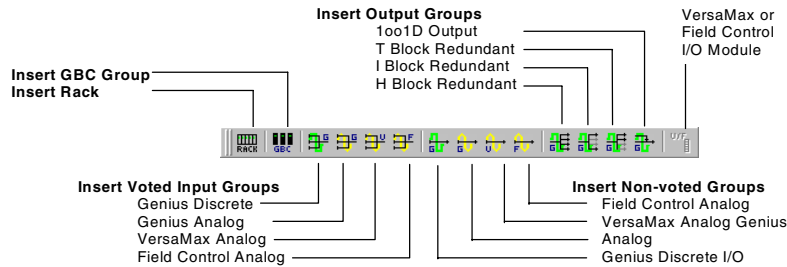 Insert Output Groups
1oo1D Output
T Block Redundant
I Block Redundant
H Block Redundant
VersaMax or
Field Control
I/O Module
Insert GBC Group
Insert Rack
RACK
GBC
G
G
V
F
G
G
V
F
G
G
G
G
V/F
Insert Voted Input Groups
Genius Discrete
Genius Analog
VersaMax Analog
Field Control Analog
Insert Non-voted Groups
Field Control Analog
VersaMax Analog Genius
Analog
Genius Discrete I/O